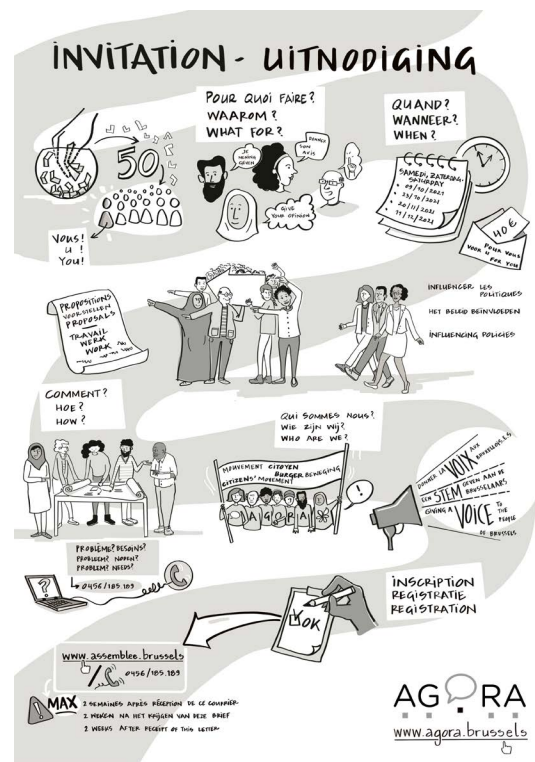 INVITATION - UITNODIGING
POUR QUOI FAIRE?
WAAROM?
WHAT FOR?
QUAND?
WANNEER?
WHEN?
50
VOUS!
U!
YOU!
JE
MENING
GEVEN
DONNER
SON
AVIS
GIVE
YOUR OPINION
SAMEDI, ZATERDAG,
SATURDAY
• 09/10/2021
• 23/10/2021
• 20/11/2021
• 11/12/2021
40€
POUR VOUS
VOOR U
FOR YOU
PROPOSITIONS
VOORSTELLEN
PROPOSALS
TRAVAIL
WERK
WORK
INFLUENCER LES
POLITIQUES
HET BELEID BEÏNVLOEDEN
INFLUENCING POLICIES
COMMENT?
HOE?
HOW?
QUI SOMMES NOUS?
WIE ZIJN WIJ?
WHO ARE WE?
MOUVEMENT CITOYEN
BURGER BEWEGING
CITIZENS' MOVEMENT
AGORA
!
DONNER LA VOIX AUX
BRUXELLOIS.E.S
EEN STEM GEVEN AAN DE
BRUSSELAARS
GIVING A VOICE TO
THE
PEOPLE
OF BRUSSELS
PROBLÈME? BESOINS?
PROBLEEM? NODEN?
PROBLEM? NEEDS?
0456/185.189
?
INSCRIPTION
REGISTRATIE
REGISTRATION
OK
www.assemblee.brussels
/ 0456/185.189
! MAX
2 SEMAINES APRÈS RÉCEPTION DE CE COURRIER
2 WEKEN NA HET KRIJGEN VAN DEZE BRIEF
2 WEEKS AFTER RECEIPT OF THIS LETTER
AGORA
www.agora.brussels